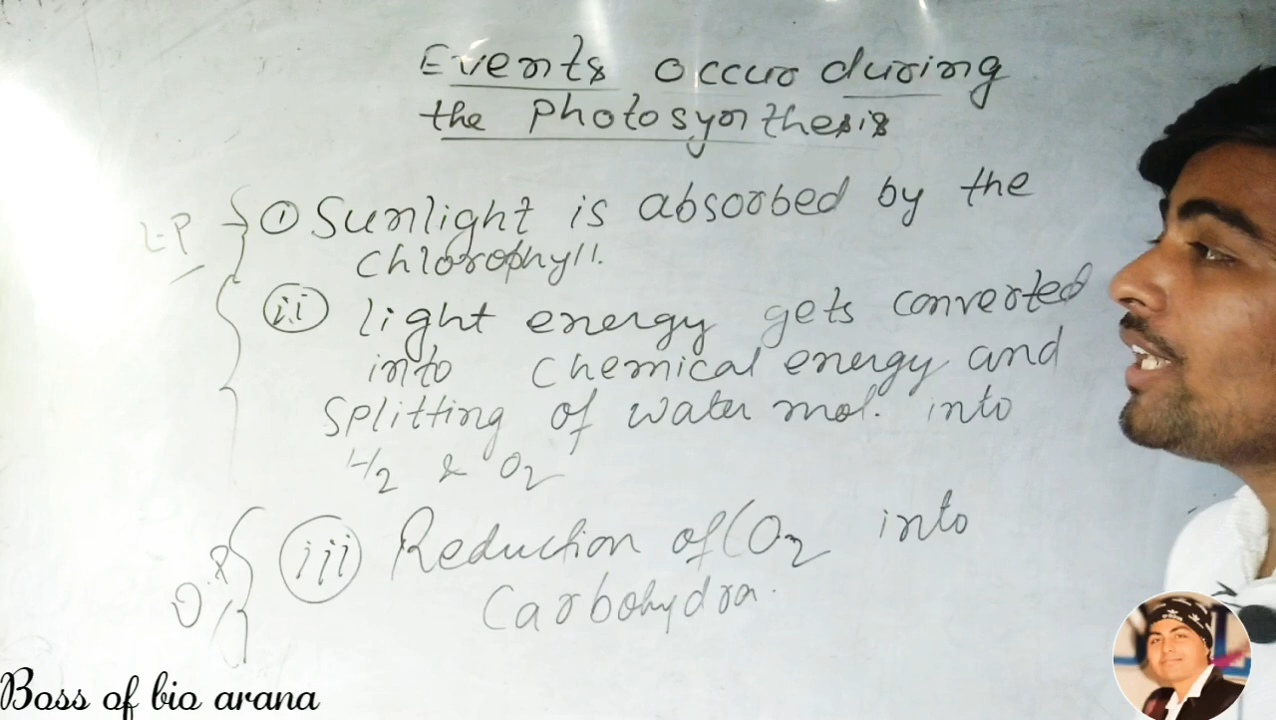 Events occur during
the Photosynthesis
L.P
① Sunlight is absorbed by the
chlorophyll.
(ii) light energy gets converted
into chemical energy and
Splitting of water mol. into
H2 & O2
D.P
(iii) Reduction of CO2 into
Carbohydra.
Boss of bio arana